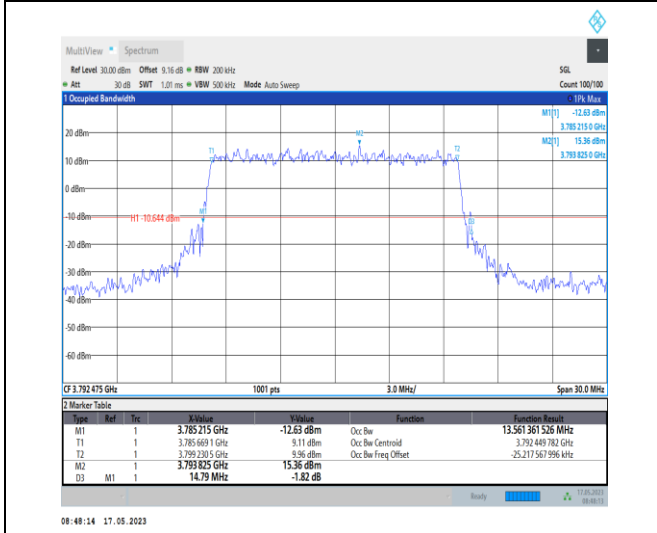 MultiView Spectrum
Ref Level 30.00 dBm Offset 9.16 dB RBW 200 kHz SGL
Att 30 dB SWT 1.01 ms VBW 500 kHz Mode Auto Sweep Count 100/100
1 Occupied Bandwidth 1Pk Max
M1[1] -12.63 dBm
3.785 215 0 GHz
M2[1] 15.36 dBm
3.793 825 0 GHz
20 dBm
M2
T1
T2
10 dBm
0 dBm
M1
-10 dBm
H1 -10.644 dBm
D3
-20 dBm
-30 dBm
-40 dBm
-50 dBm
-60 dBm
CF 3.792 475 GHz 1001 pts 3.0 MHz/ Span 30.0 MHz
2 Marker Table
Type Ref Trc X-Value Y-Value Function Function Result
M1 1 3.785 215 GHz -12.63 dBm Occ Bw 13.561 361 526 MHz
T1 1 3.785 669 1 GHz 9.11 dBm Occ Bw Centroid 3.792 449 782 GHz
T2 1 3.799 230 5 GHz 9.96 dBm Occ Bw Freq Offset -25.217 567 996 kHz
M2 1 3.793 825 GHz 15.36 dBm
D3 M1 1 14.79 MHz -1.82 dB
Ready 17.05.2023
08:48:13
08:48:14 17.05.2023